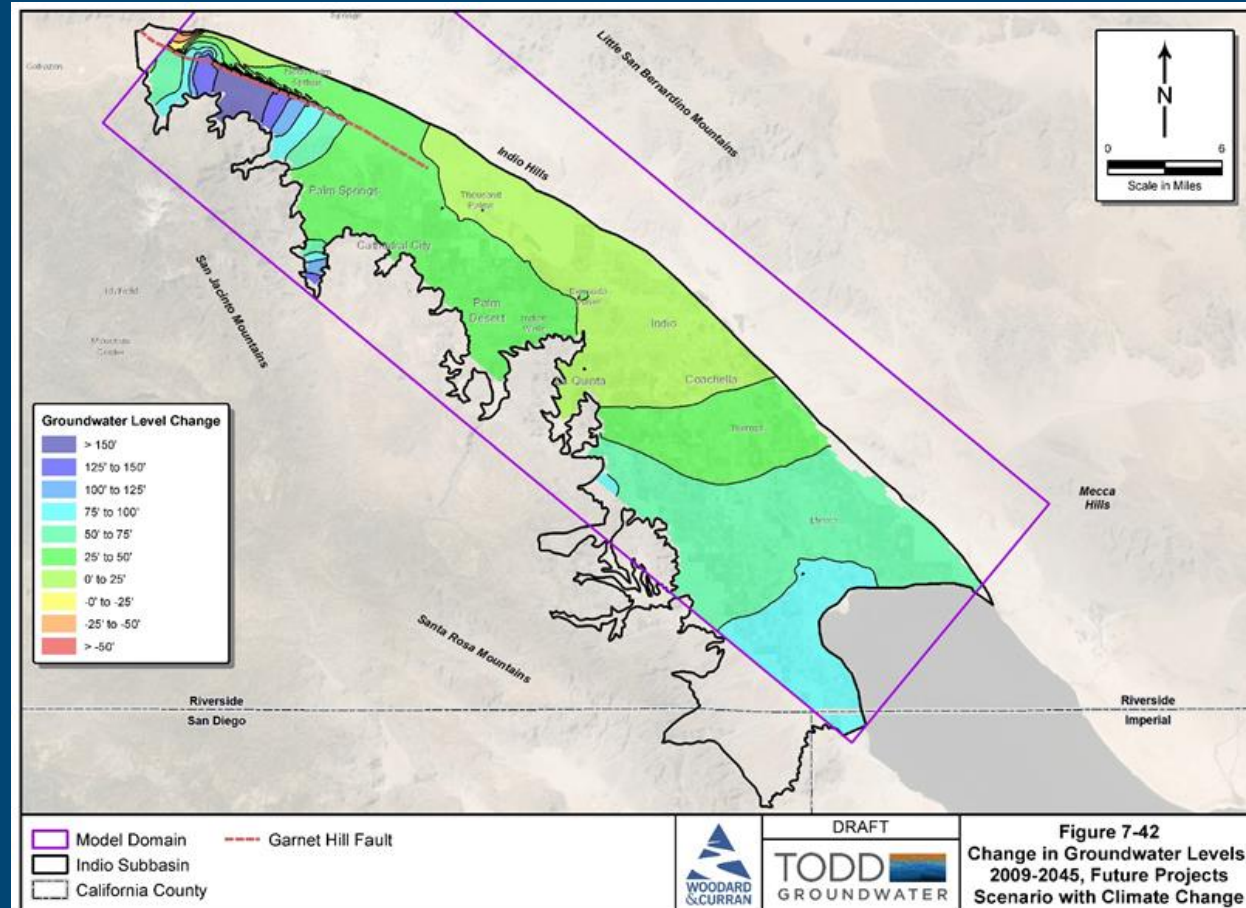 Little San Bernardino Mountains
N
0 6
Scale in Miles
Indio Hills
Thousand
Palms
Palm Springs
Cathedral City
San Jacinto Mountains
Palm
Desert
Indio
Coachella
Quinta
Thermal
Mecca
Mecca
Hills
Santa Rosa Mountains
Groundwater Level Change
> 150'
125' to 150'
100' to 125'
75' to 100'
50' to 75'
25' to 50'
0' to 25'
-0' to -25'
-25' to -50'
> -50'
Riverside
San Diego
Riverside
Imperial
Model Domain
Garnet Hill Fault
Indio Subbasin
California County
WOODARD
&CURRAN
DRAFT
TODD
GROUNDWATER
Figure 7-42
Change in Groundwater Levels
2009-2045, Future Projects
Scenario with Climate Change